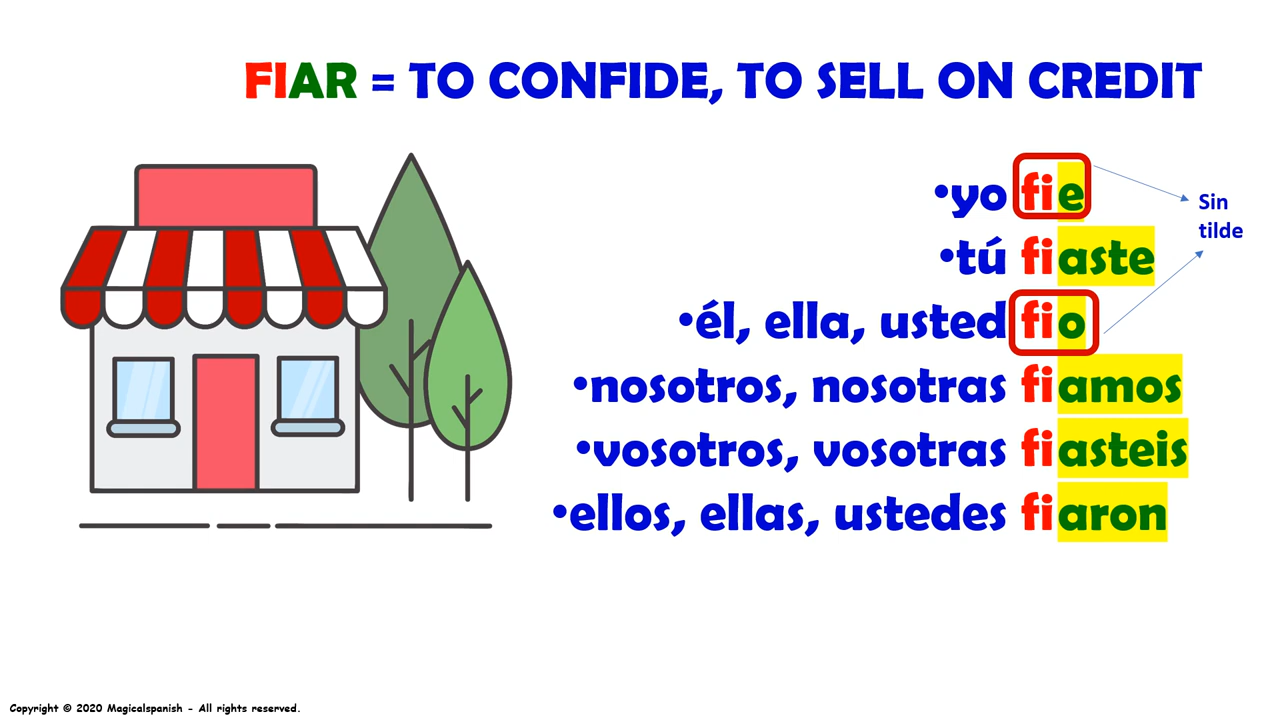 FIAR = TO CONFIDE, TO SELL ON CREDIT
•yo fie
•tú fiaste
•él, ella, usted fio
•nosotros, nosotras fiamos
•vosotros, vosotras fiasteis
•ellos, ellas, ustedes fiaron
Sin
tilde
Copyright © 2020 Magicalspanish - All rights reserved.